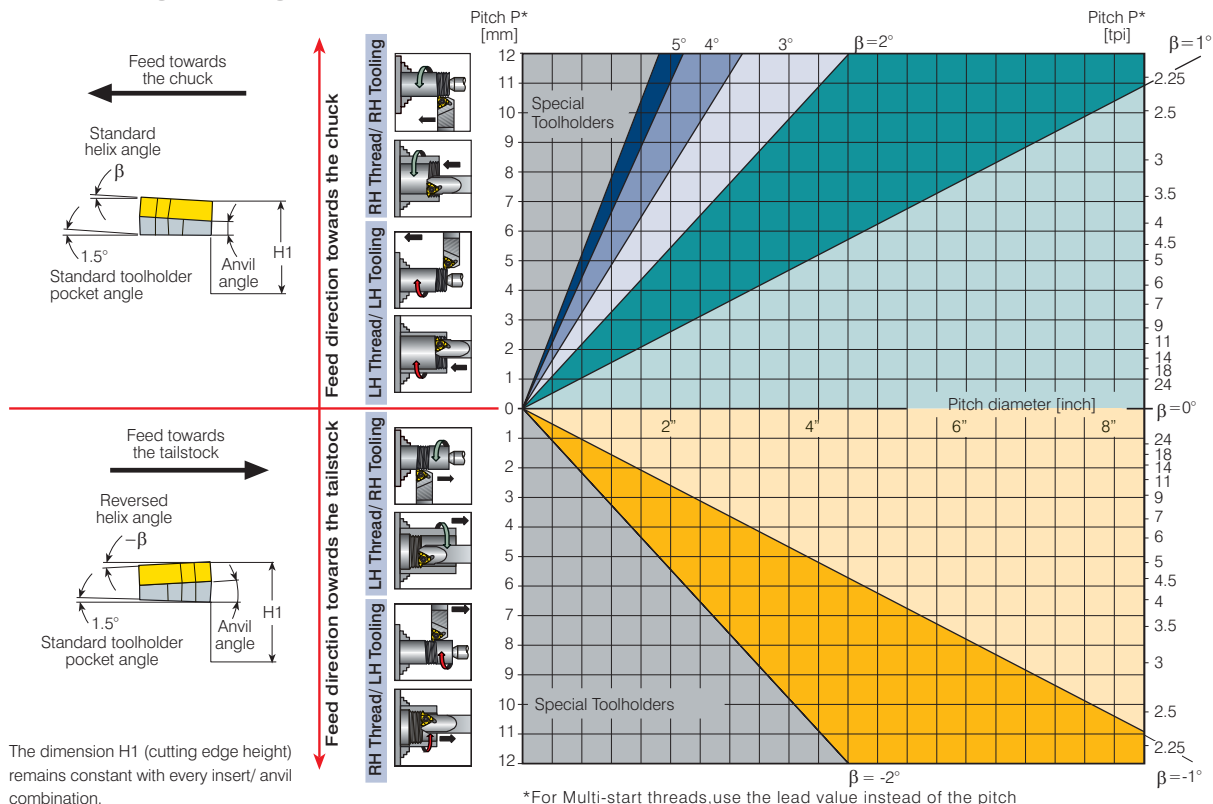 Feed towards
the chuck
Standard
helix angle
β
1.5°
Standard toolholder
pocket angle
Anvil
angle
H1
Feed towards
the tailstock
Reversed
helix angle
–β
1.5°
Standard toolholder
pocket angle
Anvil
angle
H1
The dimension H1 (cutting edge height)
remains constant with every insert/ anvil
combination.
Feed direction towards the chuck
Feed direction towards the tailstock
RH Thread/ RH Tooling
LH Thread/ LH Tooling
LH Thread/ RH Tooling
RH Thread/ LH Tooling
Pitch P*
[mm]
12
11
10
9
8
7
6
5
4
3
2
1
0
1
2
3
4
5
6
7
8
9
10
11
12
5°
4°
3°
β=2°
Pitch P*
[tpi]
β=1°
2.25
2.5
3
3.5
4
4.5
5
6
7
9
11
14
18
24
β=0°
24
18
14
11
9
7
6
5
4.5
4
3.5
3
2.5
2.25
β=-1°
β = -2°
Special
Toolholders
Pitch diameter [inch]
2”
4”
6”
8”
Special Toolholders
*For Multi-start threads,use the lead value instead of the pitch